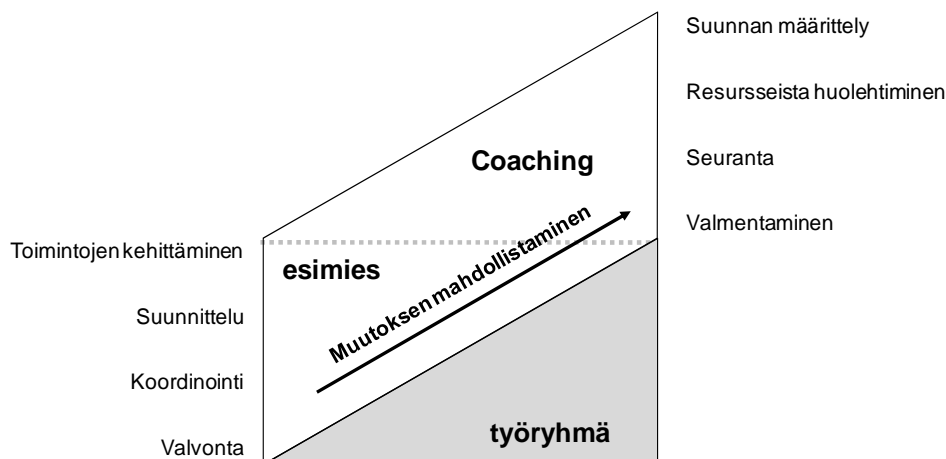 Suunnan määrittely
Resursseista huolehtiminen
Coaching
Seuranta
Muutoksen mahdollistaminen
Valmentaminen
Toimintojen kehittäminen
esimies
Suunnittelu
Koordinointi
työryhmä
Valvonta